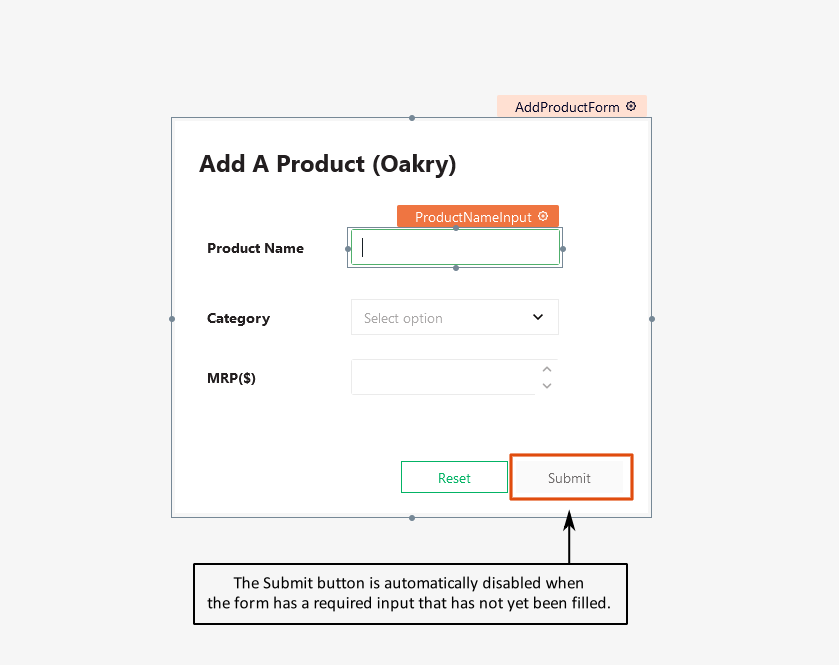 AddProductForm
Add A Product (Oakry)
ProductNameInput
Product Name
Category
Select option
MRP($)
Reset
Submit
The Submit button is automatically disabled when
the form has a required input that has not yet been filled.